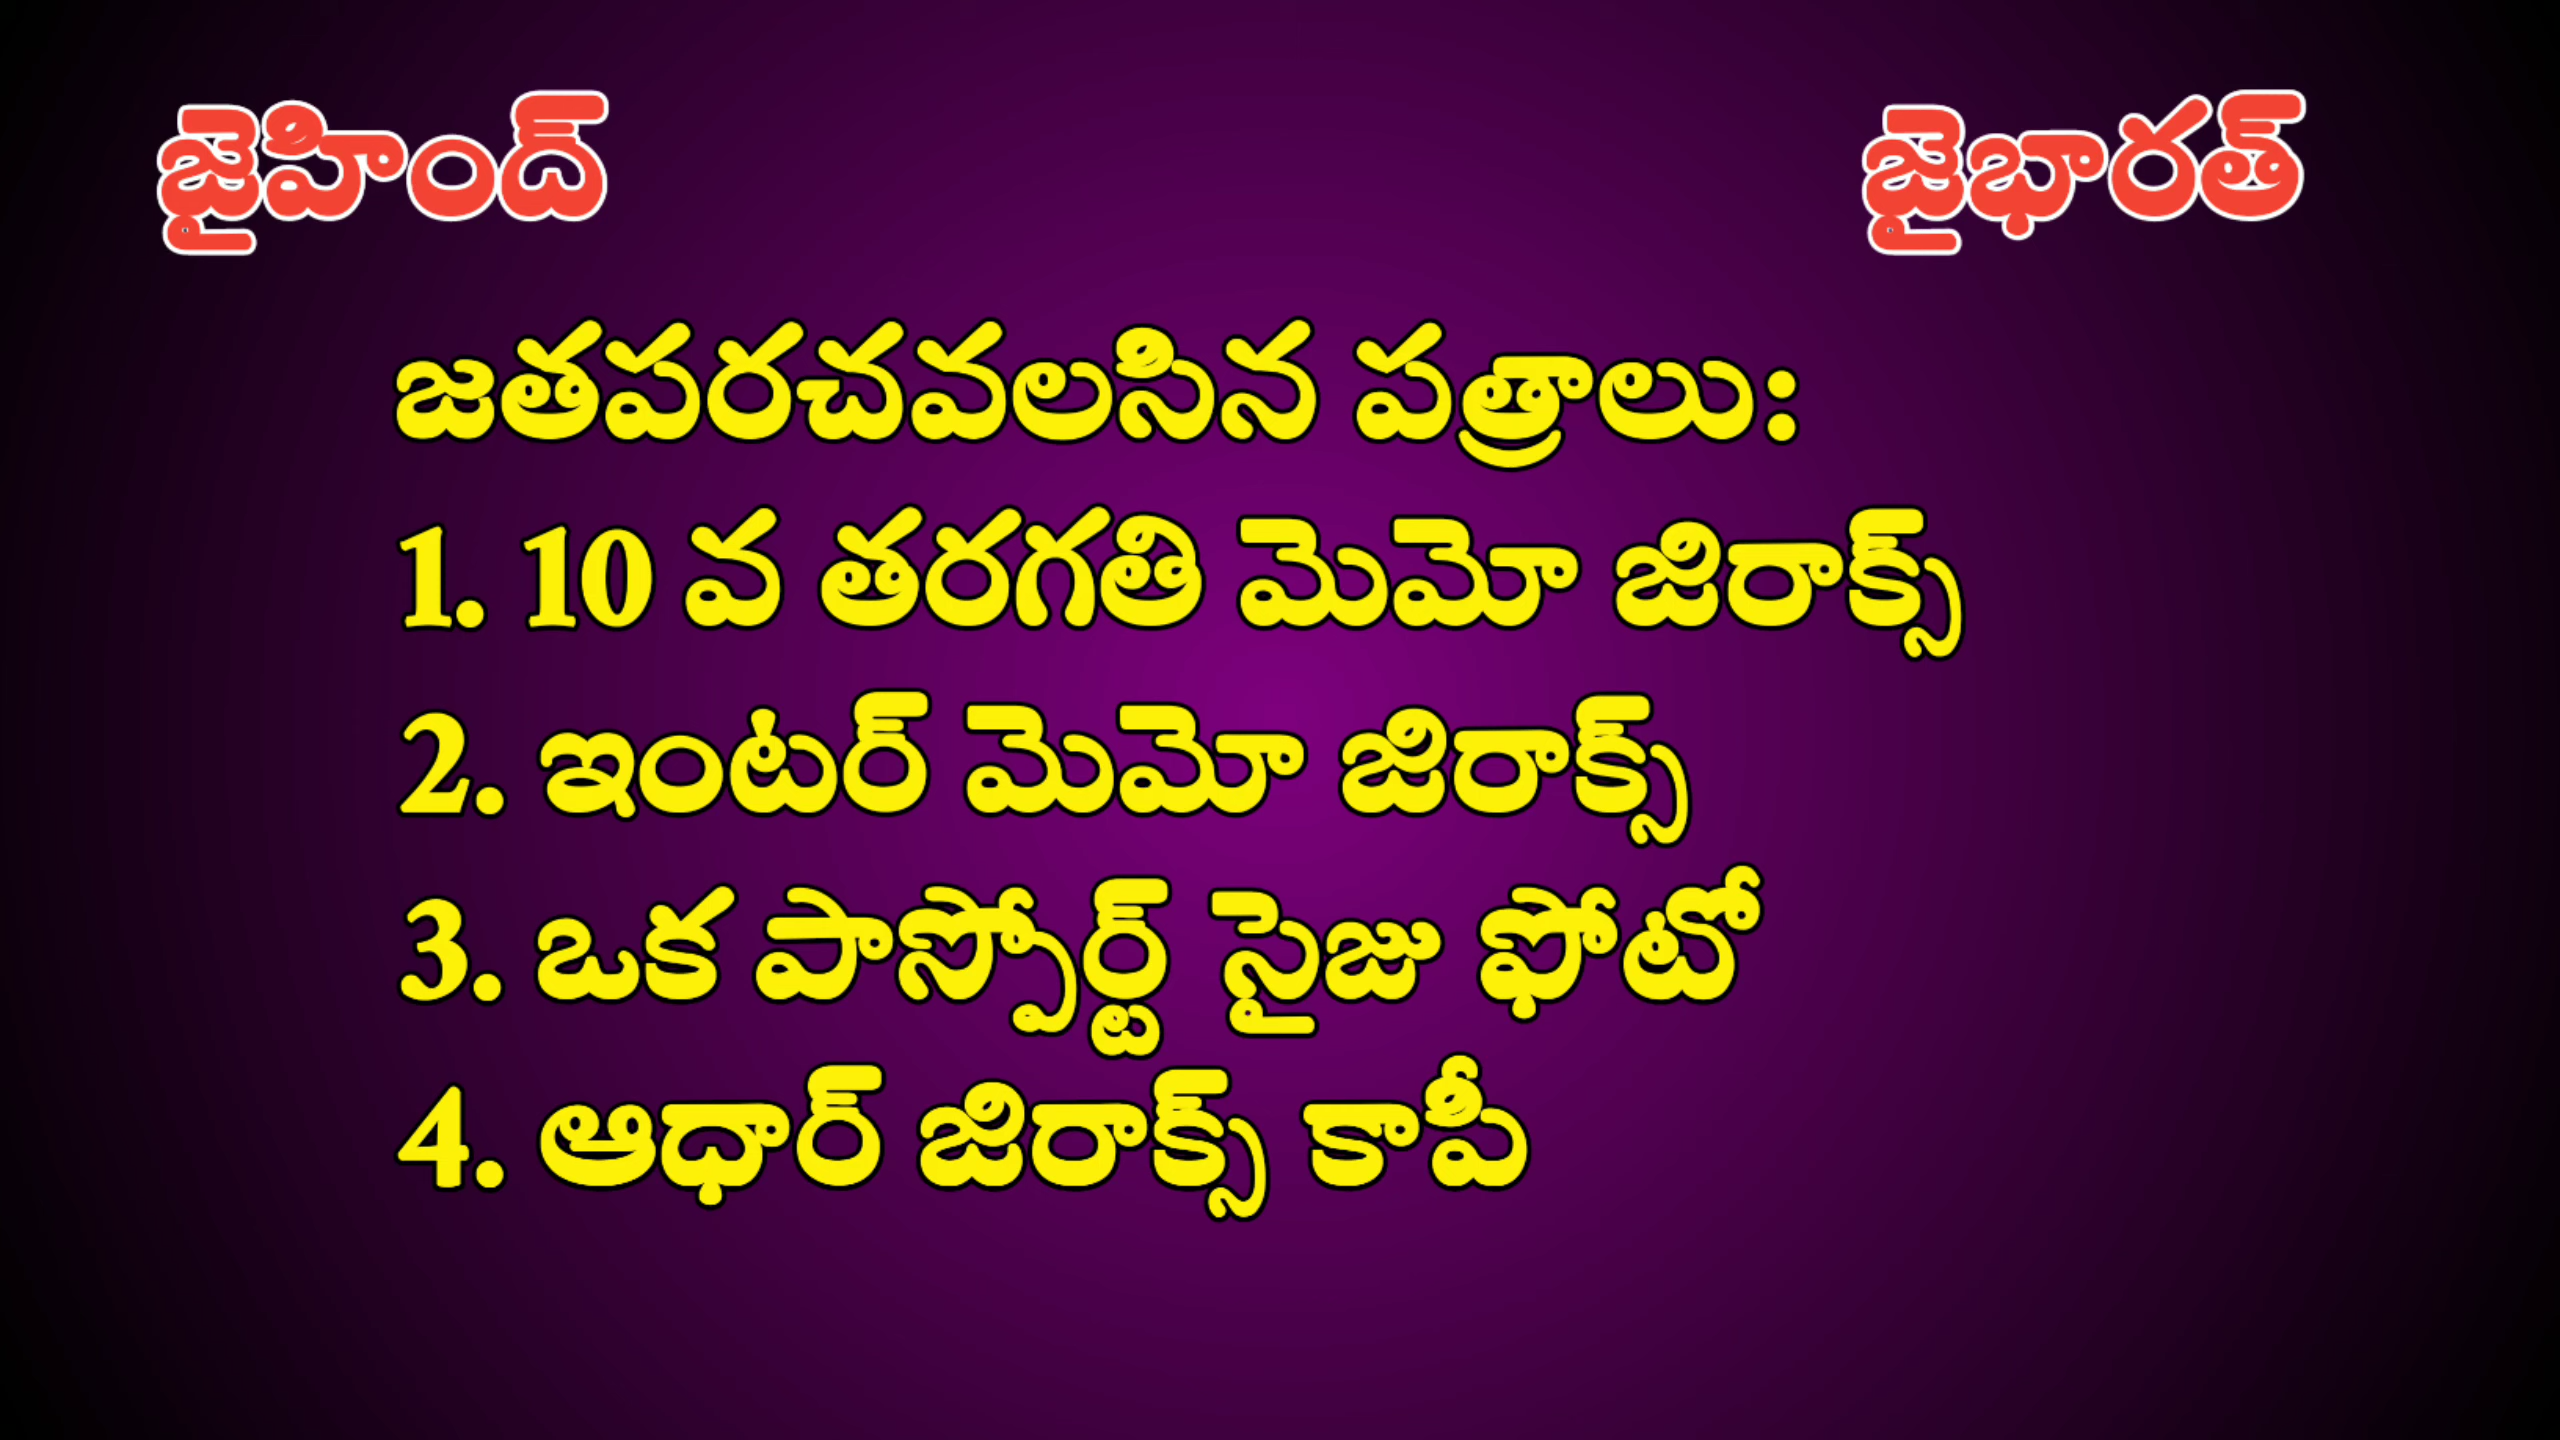 జైహింద్
జైభారత్
జతపరచవలసిన పత్రాలు:
1. 10 వ తరగతి మెమో జిరాక్స్
2. ఇంటర్ మెమో జిరాక్స్
3. ఒక పాస్పోర్ట్ సైజు ఫోటో
4. ఆధార్ జిరాక్స్ కాపీ